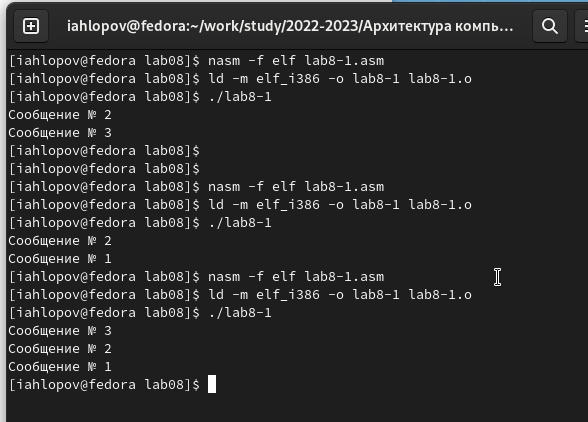 iahlopov@fedora:~/work/study/2022-2023/Архитектура компь...
[iahlopov@fedora lab08]$ nasm -f elf lab8-1.asm
[iahlopov@fedora lab08]$ ld -m elf_i386 -o lab8-1 lab8-1.o
[iahlopov@fedora lab08]$ ./lab8-1
Сообщение № 2
Сообщение № 3
[iahlopov@fedora lab08]$
[iahlopov@fedora lab08]$
[iahlopov@fedora lab08]$ nasm -f elf lab8-1.asm
[iahlopov@fedora lab08]$ ld -m elf_i386 -o lab8-1 lab8-1.o
[iahlopov@fedora lab08]$ ./lab8-1
Сообщение № 2
Сообщение № 1
[iahlopov@fedora lab08]$ nasm -f elf lab8-1.asm
[iahlopov@fedora lab08]$ ld -m elf_i386 -o lab8-1 lab8-1.o
[iahlopov@fedora lab08]$ ./lab8-1
Сообщение № 3
Сообщение № 2
Сообщение № 1
[iahlopov@fedora lab08]$